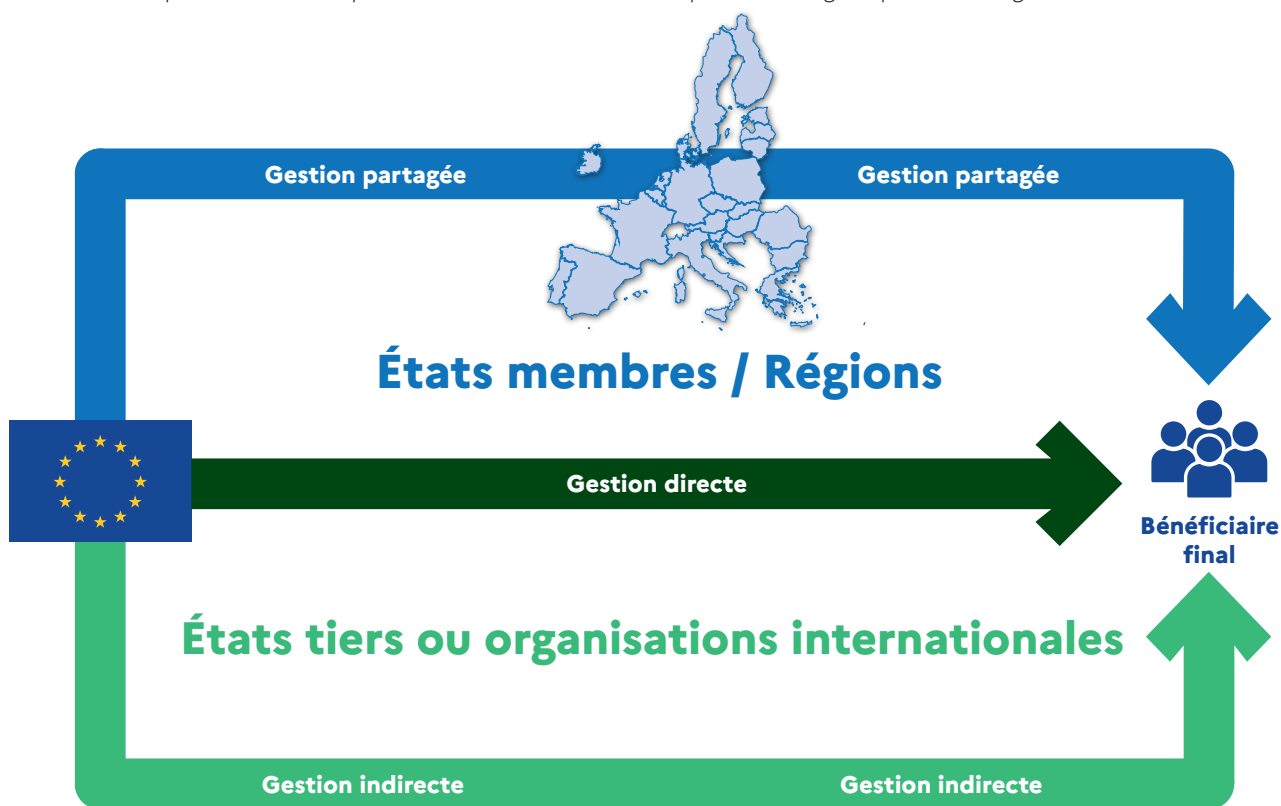 Gestion partagée Gestion partagée
États membres / Régions
Gestion directe
Bénéficiaire
final
États tiers ou organisations internationales
Gestion indirecte Gestion indirecte